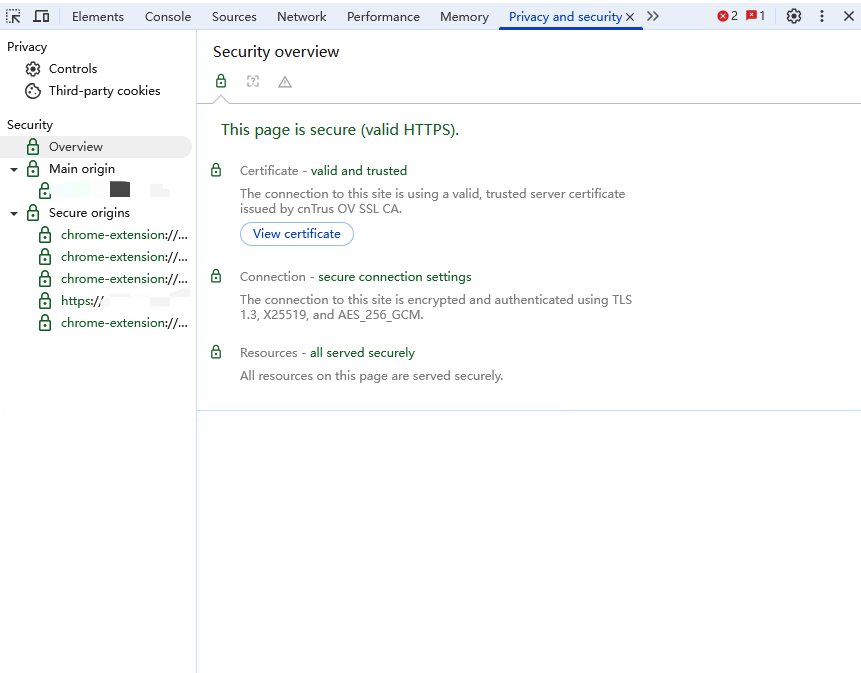 Elements Console Sources Network Performance Memory Privacy and security 2 1
Privacy
Controls
Third-party cookies
Security
Overview
Main origin
Secure origins
chrome-extension://...
chrome-extension://...
chrome-extension://...
https://
chrome-extension://...
Security overview
This page is secure (valid HTTPS).
Certificate - valid and trusted
The connection to this site is using a valid, trusted server certificate
issued by cnTrus OV SSL CA.
View certificate
Connection - secure connection settings
The connection to this site is encrypted and authenticated using TLS
1.3, X25519, and AES_256_GCM.
Resources - all served securely
All resources on this page are served securely.